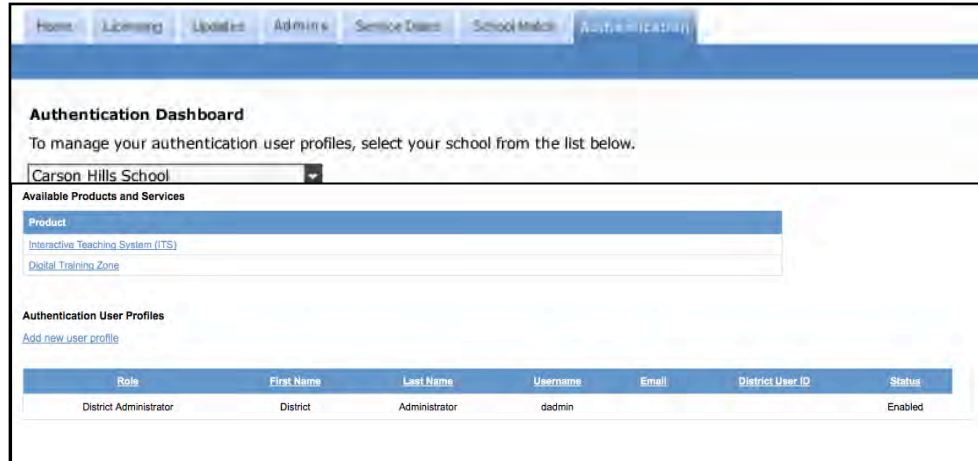 Home Licensing Updates Admins Service Dates School Match Authentication
Authentication Dashboard
To manage your authentication user profiles, select your school from the list below.
Carson Hills School
Available Products and Services
Product
Interactive Teaching System (ITS)
Digital Training Zone
Authentication User Profiles
Add new user profile
Role First Name Last Name Username Email District User ID Status
District Administrator District Administrator dadmin Enabled